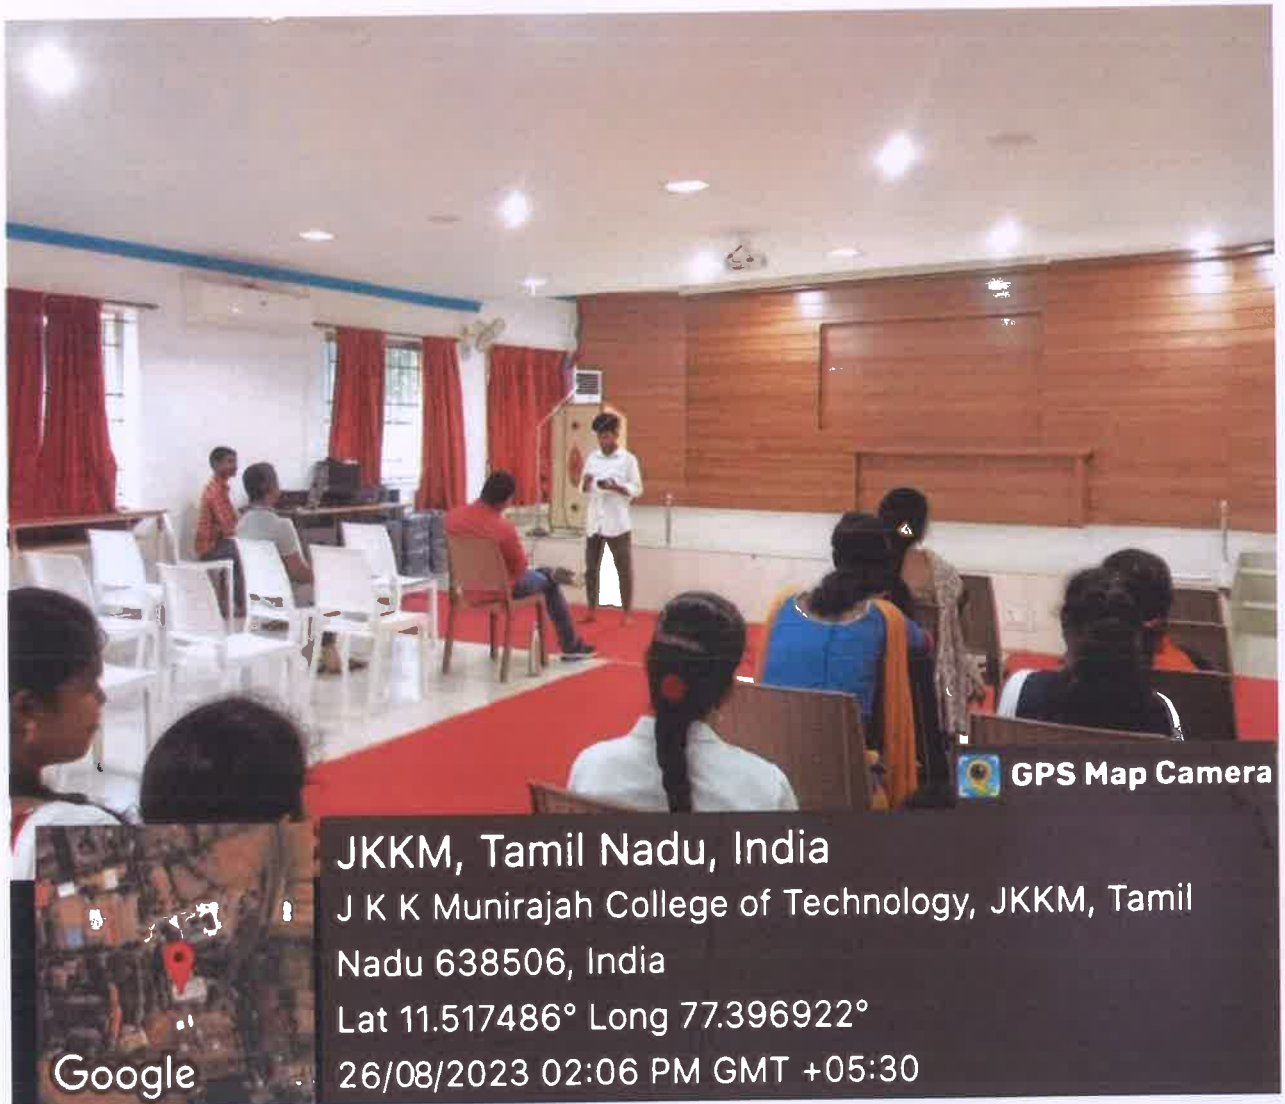 GPS Map Camera
JKKM, Tamil Nadu, India
J K K Munirajah College of Technology, JKKM, Tamil
Nadu 638506, India
Lat 11.517486° Long 77.396922°
26/08/2023 02:06 PM GMT +05:30
Google